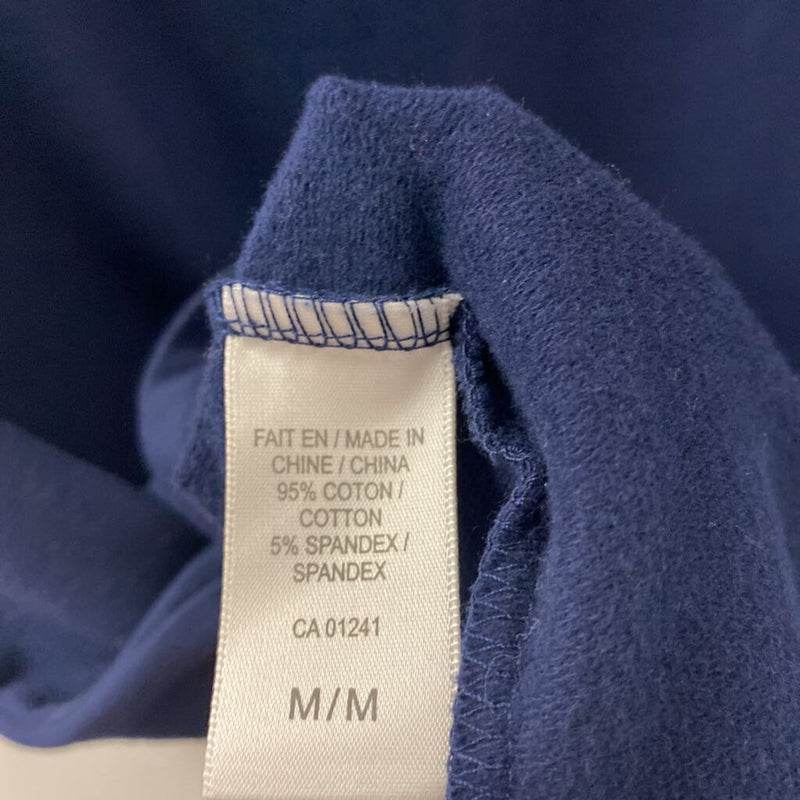 FAIT EN / MADE IN
CHINE / CHINA
95% COTON /
COTTON
5% SPANDEX /
SPANDEX
CA 01241
M/M